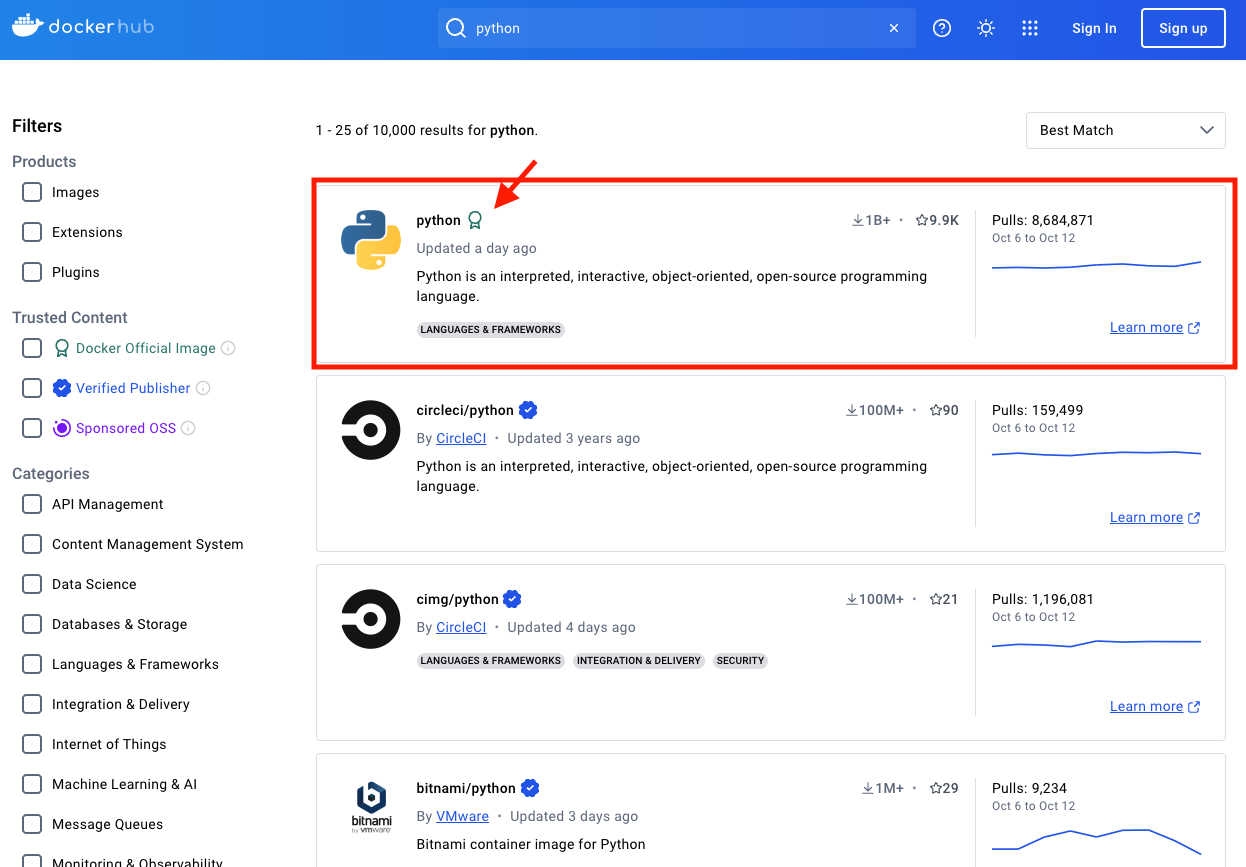 dockerhub
python
Sign In
Sign up
Filters
Products
Images
Extensions
Plugins
Trusted Content
Docker Official Image
Verified Publisher
Sponsored OSS
Categories
API Management
Content Management System
Data Science
Databases & Storage
Languages & Frameworks
Integration & Delivery
Internet of Things
Machine Learning & AI
Message Queues
Monitoring & Observability
1 - 25 of 10,000 results for python.
Best Match
python
1B+ • 9.9K
Updated a day ago
Python is an interpreted, interactive, object-oriented, open-source programming
language.
LANGUAGES & FRAMEWORKS
Pulls: 8,684,871
Oct 6 to Oct 12
Learn more
circleci/python
100M+ • 90
By CircleCI • Updated 3 years ago
Python is an interpreted, interactive, object-oriented, open-source programming
language.
Pulls: 159,499
Oct 6 to Oct 12
Learn more
cimg/python
100M+ • 21
By CircleCI • Updated 4 days ago
LANGUAGES & FRAMEWORKS INTEGRATION & DELIVERY SECURITY
Pulls: 1,196,081
Oct 6 to Oct 12
Learn more
bitnami
by vmware
bitnami/python
1M+ • 29
By VMware • Updated 3 days ago
Bitnami container image for Python
Pulls: 9,234
Oct 6 to Oct 12